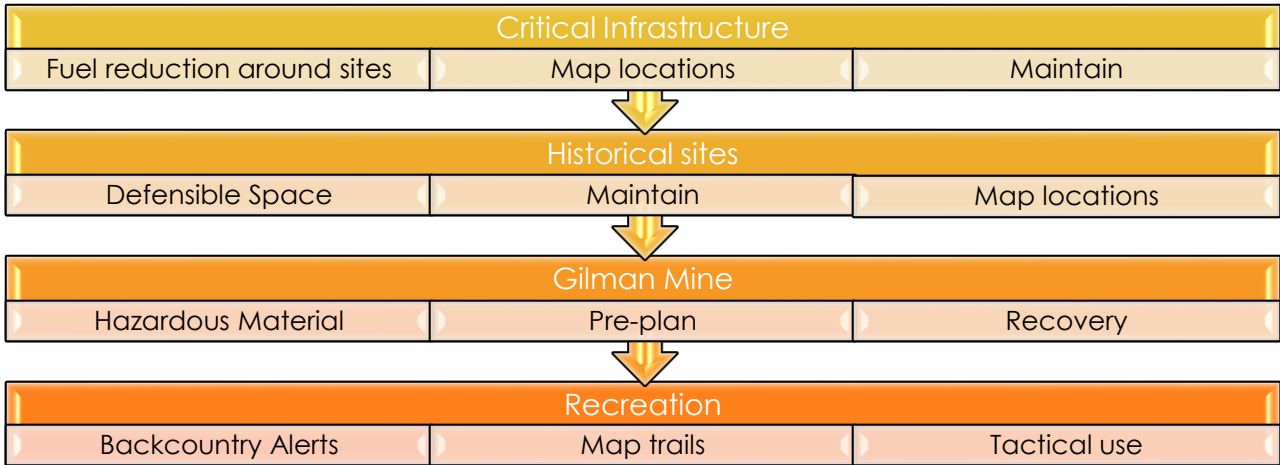 Critical Infrastructure
Fuel reduction around sites
Map locations
Maintain
Historical sites
Defensible Space
Maintain
Map locations
Gilman Mine
Hazardous Material
Pre-plan
Recovery
Recreation
Backcountry Alerts
Map trails
Tactical use